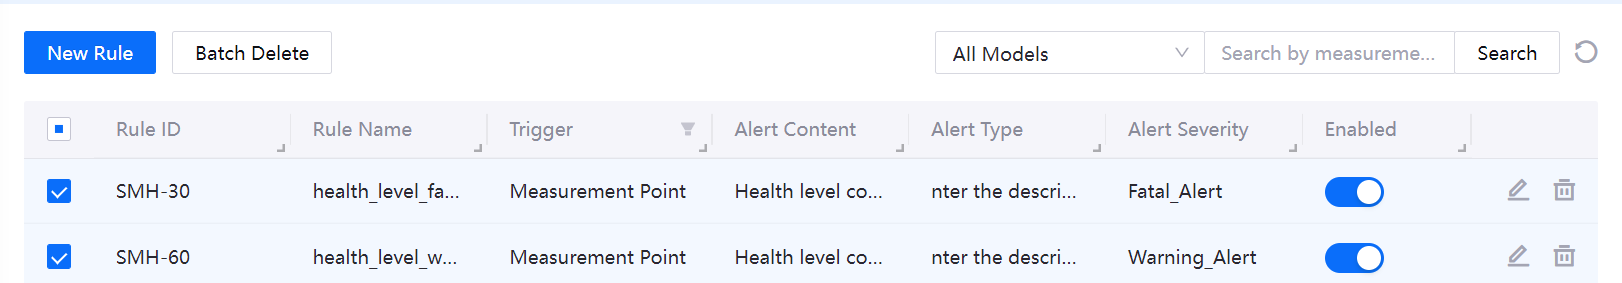 New Rule Batch Delete All Models Search by measureme... Search
Rule ID Rule Name Trigger Alert Content Alert Type Alert Severity Enabled
SMH-30 health_level_fa... Measurement Point Health level co... nter the descri... Fatal_Alert
SMH-60 health_level_w... Measurement Point Health level co... nter the descri... Warning_Alert